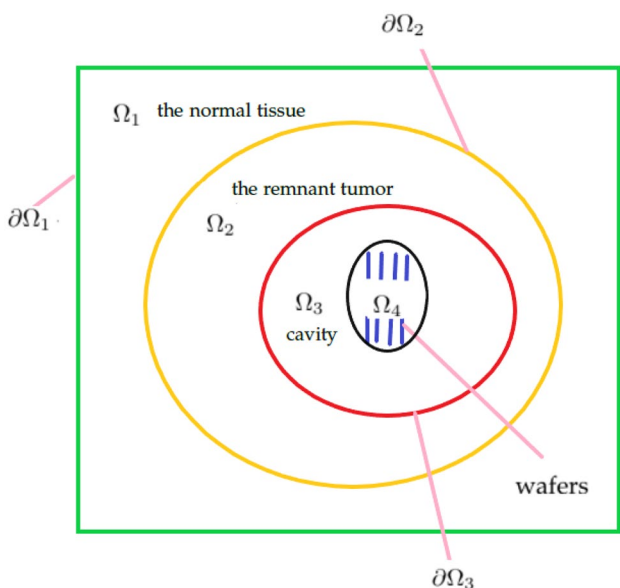 ∂Ω₂
Ω₁ the normal tissue
the remnant tumor
∂Ω₁
Ω₂
Ω₃
Ω₄
cavity
wafers
∂Ω₃